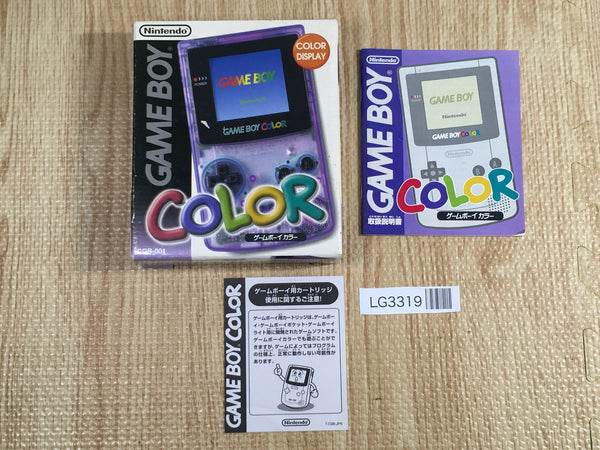 Nintendo
GAME BOY
COLOR
DISPLAY
POWER
GAME BOY
Nintendo
GAME BOY COLOR
COLOR
ゲームボーイ カラー
CGB-001
Nintendo
GAME BOY
POWER
GAME BOY
Nintendo
GAME BOY COLOR
Nintendo
B
A
COLOR
ゲームボーイ カラー
取扱説明書
LG3319
GAME BOY COLOR
ゲームボーイ用カートリッジ
使用に関するご注意!
ゲームボーイ用カートリッジは、ゲームボー
イ・ゲームボーイポケット・ゲームボーイ
ライト用に開発されたゲームソフトです。
ゲームボーイカラーでも遊ぶことがで
きますが、ゲームによってはプログラム
の仕様上、正常に動作しない可能性が
あります。
Nintendo
T-CGB-JPN